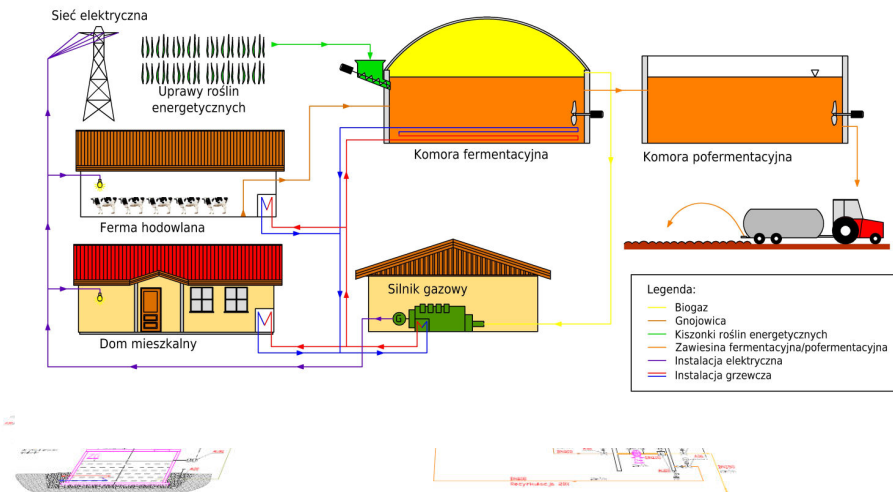 Sieć elektryczna
Uprawy roślin
energetycznych
Komora fermentacyjna
Komora pofermentacyjna
Ferma hodowlana
Silnik gazowy
G
Dom mieszkalny
Legenda:
Biogaz
Gnojowica
Kiszonki roślin energetycznych
Zawiesina fermentacyjna/pofermentacyjna
Instalacja elektryczna
Instalacja grzewcza